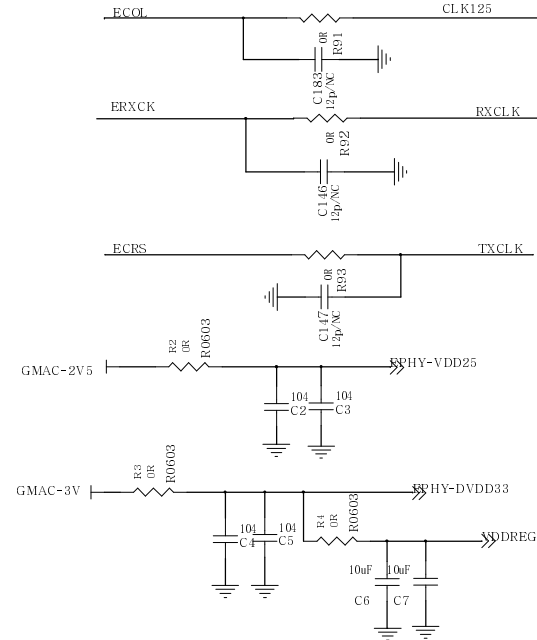 ECOL
CLK125
0R
R91
C183
12p/NC
ERXCK
RXCLK
0R
R92
C146
12p/NC
ECRS
TXCLK
0R
R93
C147
12p/NC
R2
0R
R0603
GMAC-2V5
EPHY-VDD25
104
C2
104
C3
R3
0R
R0603
GMAC-3V
EPHY-DVDD33
104
C4
104
C5
R4
0R
R0603
VDDREG
10uF
10uF
C6
C7